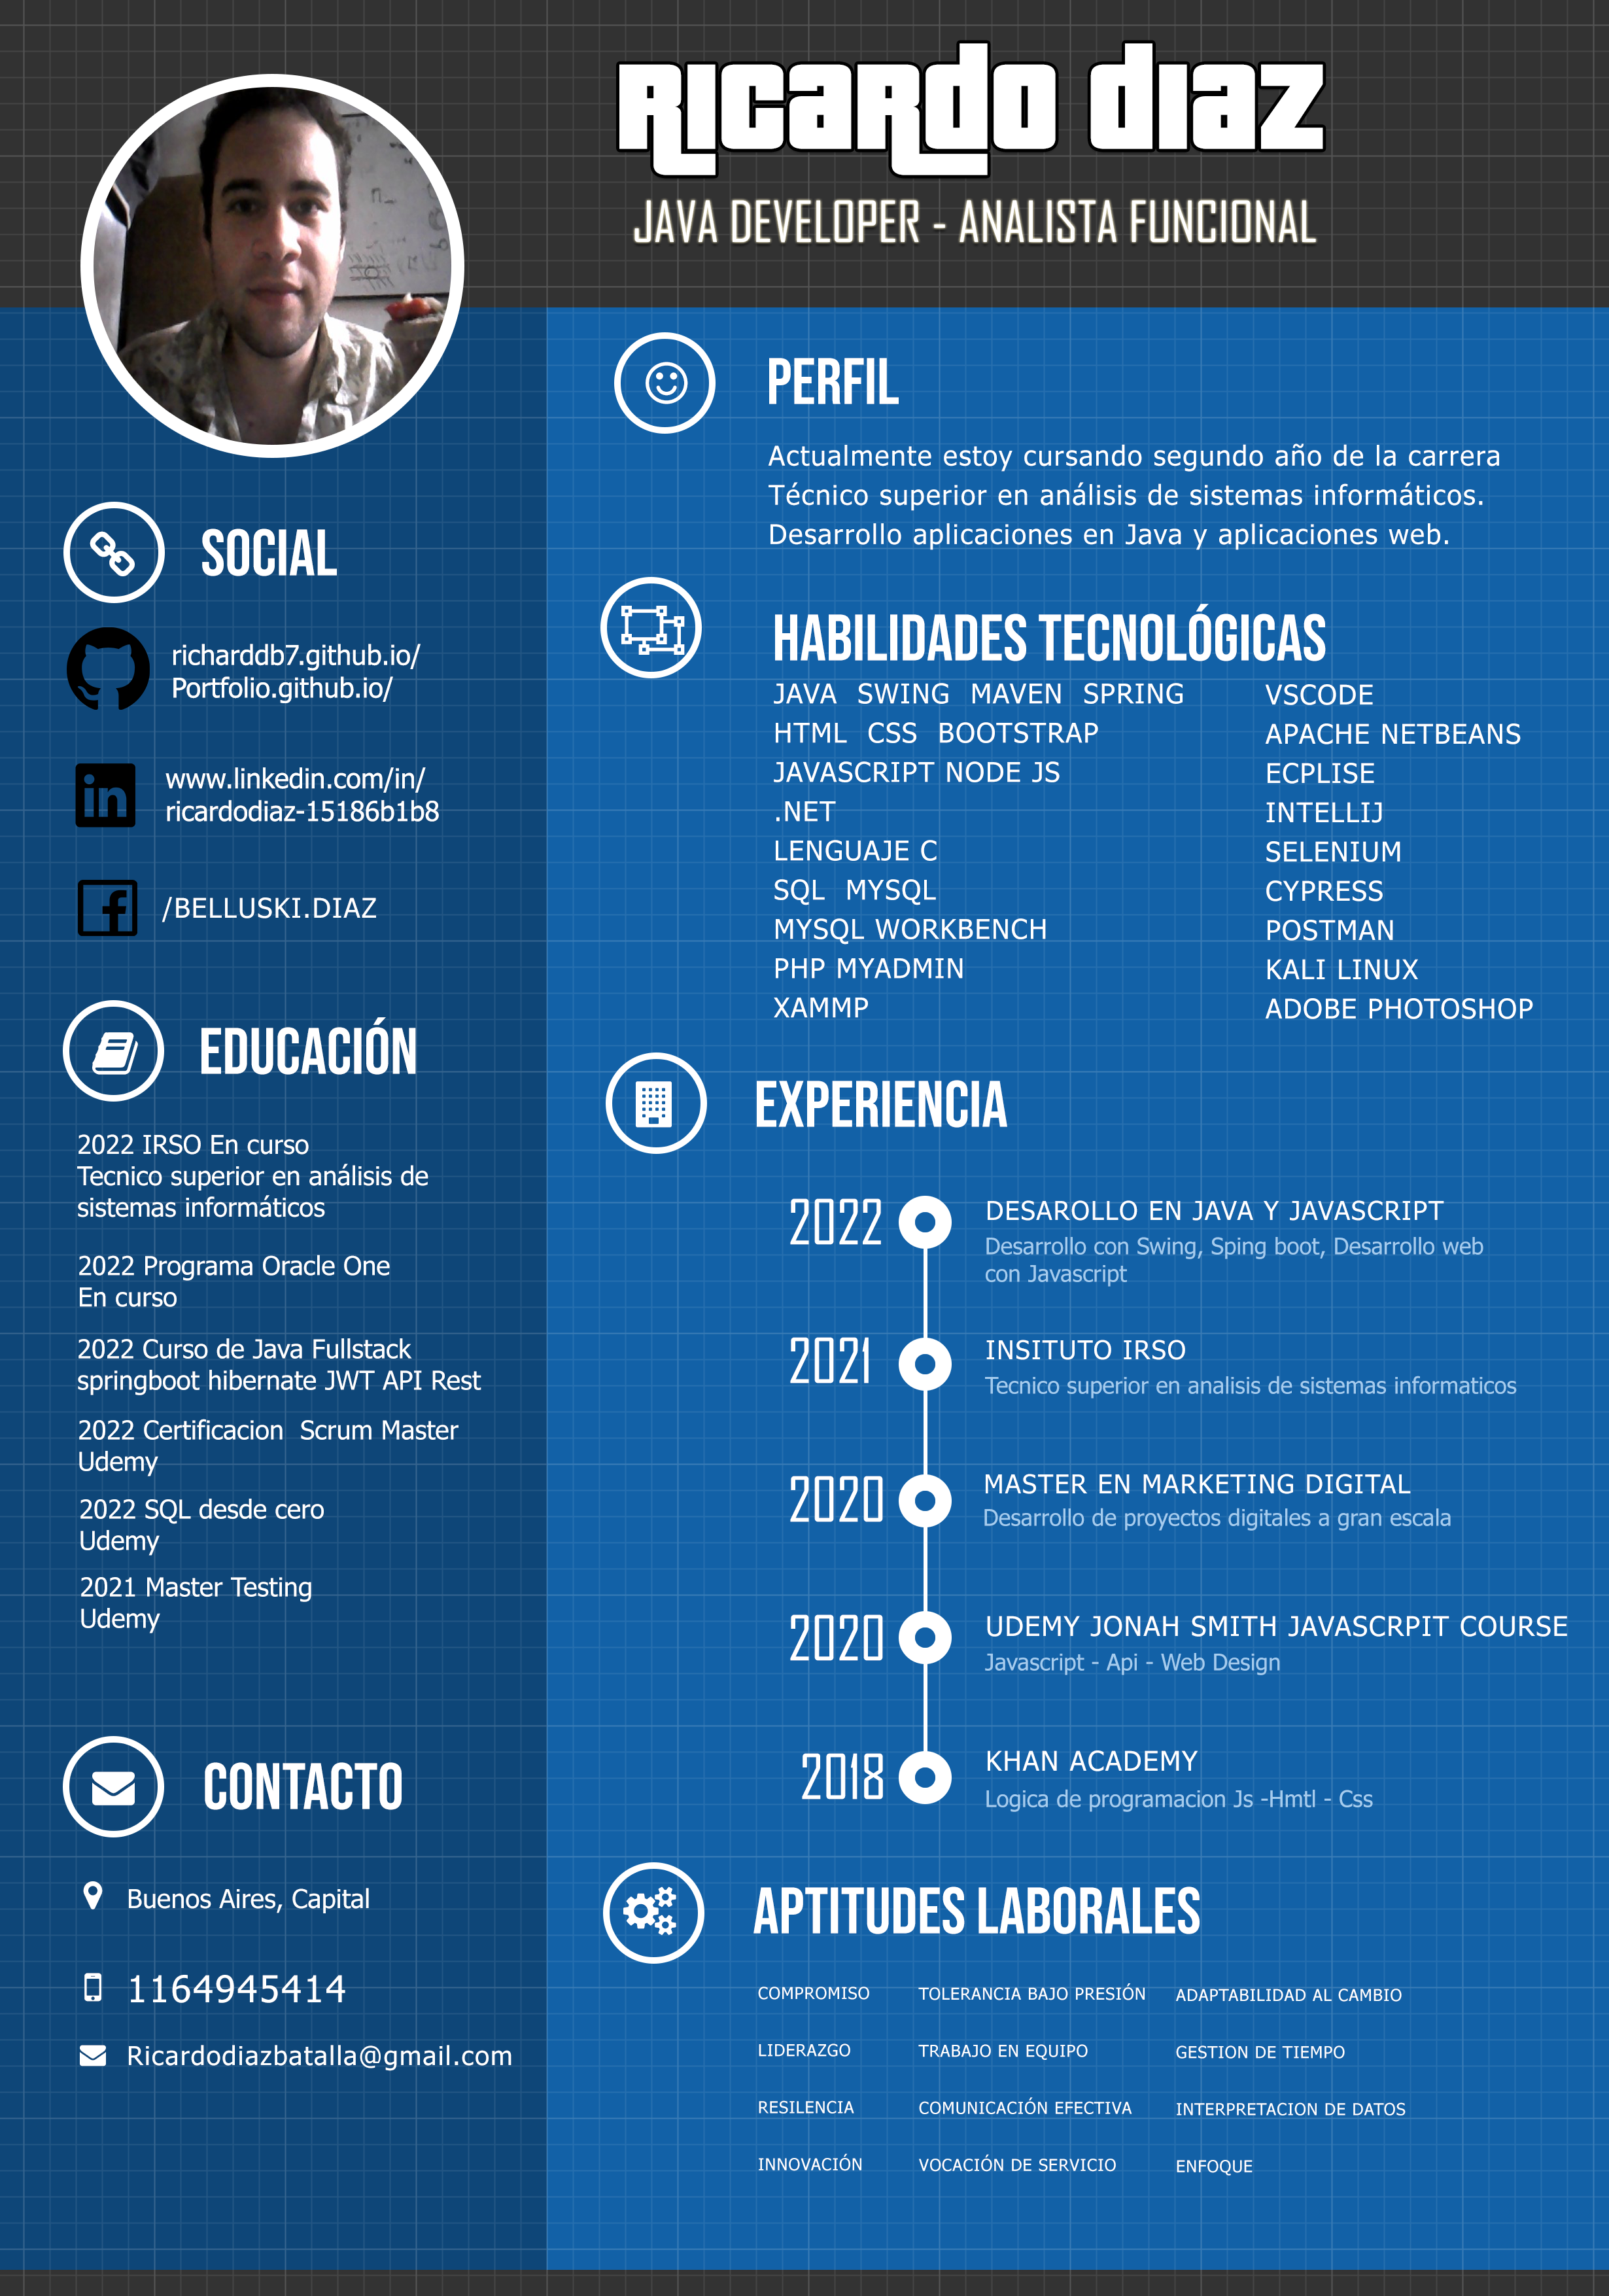 RICARDO DIAZ
JAVA DEVELOPER - ANALISTA FUNCIONAL
SOCIAL
richarddb7.github.io/
Portfolio.github.io/
in
www.linkedin.com/in/
ricardodiaz-15186b1b8
/BELLUSKI.DIAZ
EDUCACIÓN
2022 IRSO En curso
Tecnico superior en análisis de
sistemas informáticos
2022 Programa Oracle One
En curso
2022 Curso de Java Fullstack
springboot hibernate JWT API Rest
2022 Certificacion  Scrum Master
Udemy
2022 SQL desde cero
Udemy
2021 Master Testing
Udemy
CONTACTO
Buenos Aires, Capital
1164945414
Ricardodiazbatalla@gmail.com
PERFIL
Actualmente estoy cursando segundo año de la carrera
Técnico superior en análisis de sistemas informáticos.
Desarrollo aplicaciones en Java y aplicaciones web.
HABILIDADES TECNOLÓGICAS
JAVA  SWING  MAVEN  SPRING
HTML  CSS  BOOTSTRAP
JAVASCRIPT NODE JS
.NET
LENGUAJE C
SQL  MYSQL
MYSQL WORKBENCH
PHP MYADMIN
XAMMP
VSCODE
APACHE NETBEANS
ECPLISE
INTELLIJ
SELENIUM
CYPRESS
POSTMAN
KALI LINUX
ADOBE PHOTOSHOP
EXPERIENCIA
2022 DESAROLLO EN JAVA Y JAVASCRIPT
Desarrollo con Swing, Sping boot, Desarrollo web
con Javascript
2021 INSITUTO IRSO
Tecnico superior en analisis de sistemas informaticos
2020 MASTER EN MARKETING DIGITAL
Desarrollo de proyectos digitales a gran escala
2020 UDEMY JONAH SMITH JAVASCRPIT COURSE
Javascript - Api - Web Design
2018 KHAN ACADEMY
Logica de programacion Js -Hmtl - Css
APTITUDES LABORALES
COMPROMISO TOLERANCIA BAJO PRESIÓN ADAPTABILIDAD AL CAMBIO
LIDERAZGO TRABAJO EN EQUIPO GESTION DE TIEMPO
RESILENCIA COMUNICACIÓN EFECTIVA INTERPRETACION DE DATOS
INNOVACIÓN VOCACIÓN DE SERVICIO ENFOQUE